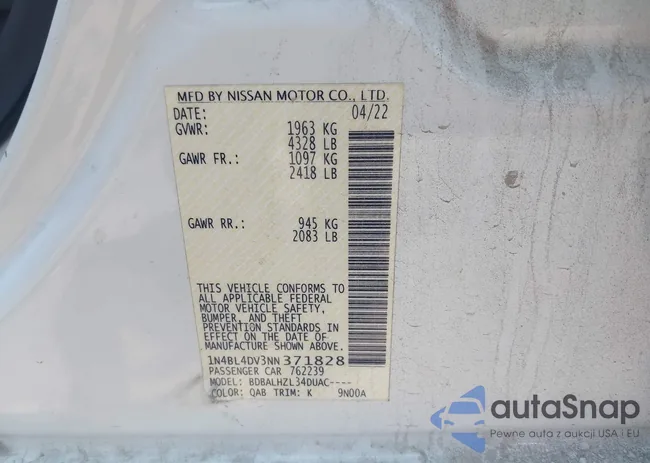 MFD BY NISSAN MOTOR CO., LTD.
DATE: 04/22
GVWR: 1963 KG
4328 LB
GAWR FR.: 1097 KG
2418 LB
GAWR RR.: 945 KG
2083 LB
THIS VEHICLE CONFORMS TO
ALL APPLICABLE FEDERAL
MOTOR VEHICLE SAFETY,
BUMPER, AND THEFT
PREVENTION STANDARDS IN
EFFECT ON THE DATE OF
MANUFACTURE SHOWN ABOVE.
1N4BL4DV3NN371828
PASSENGER CAR 762239
MODEL: BDBALHZL34DUAC----
COLOR: QAB TRIM: K 9N00A
autaSnap
Pewne auta z aukcji USA i EU